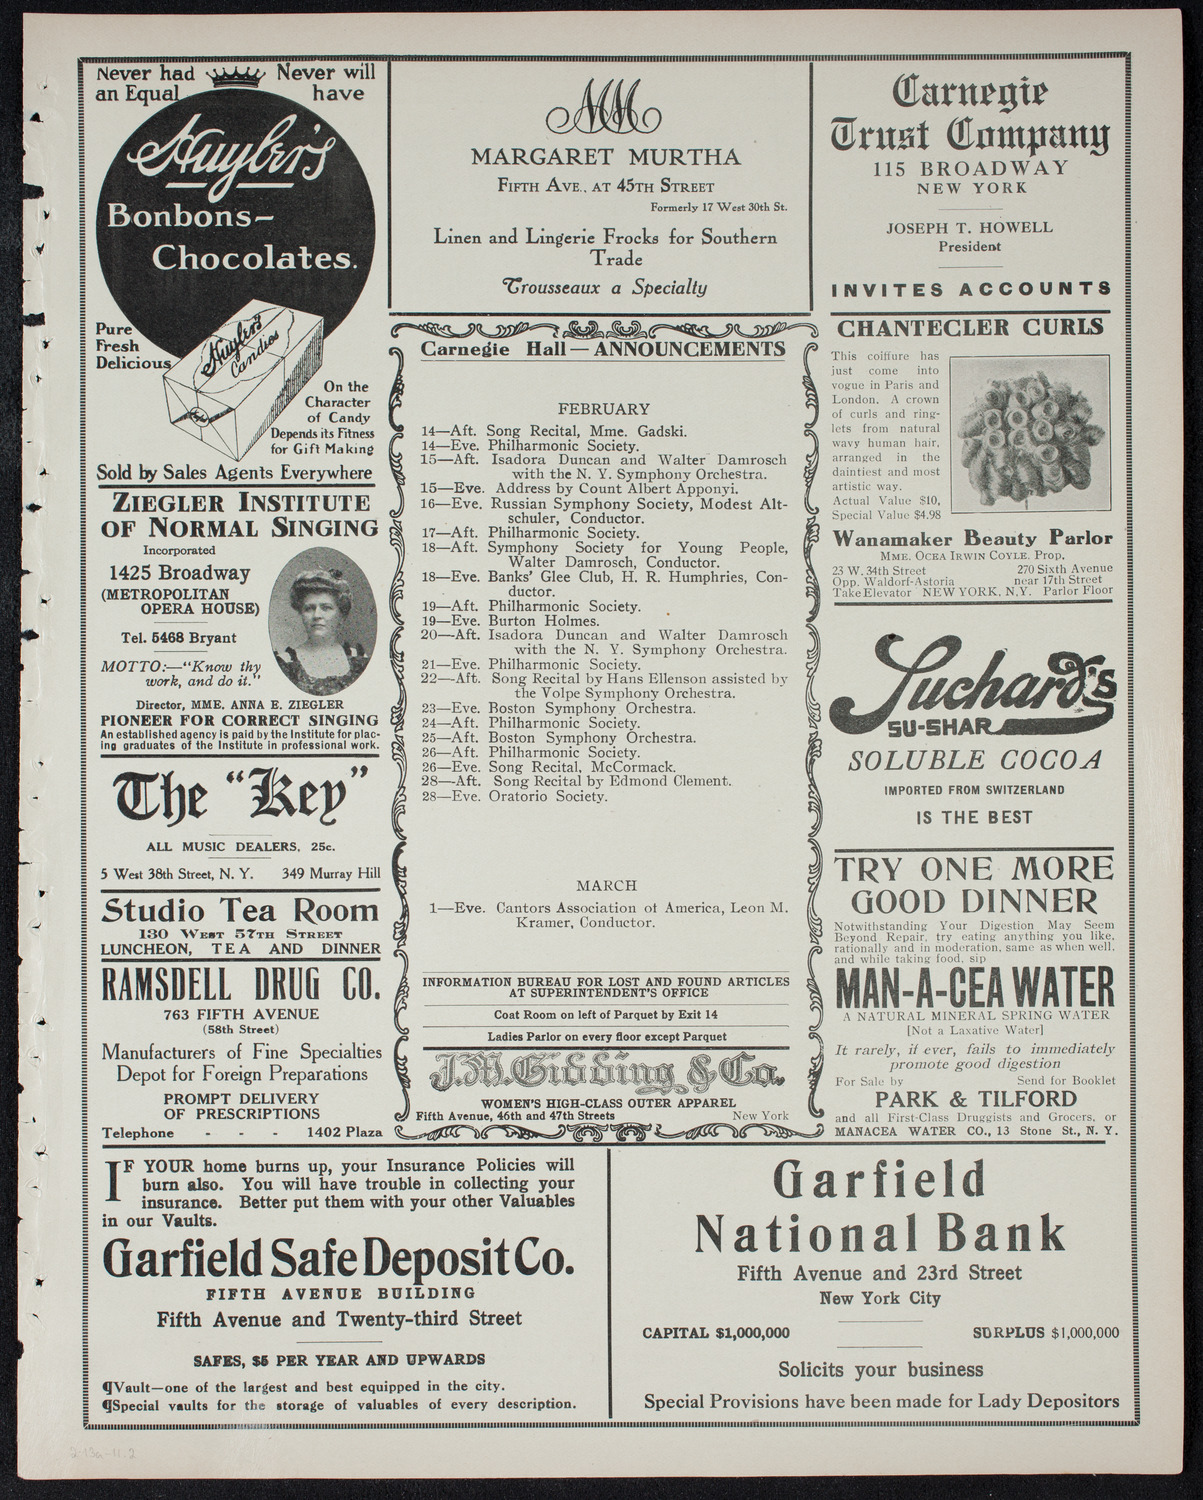 Never had Never will
an Equal have
Huyler's
Bonbons–
Chocolates.
Pure
Fresh
Delicious
Huyler's
Candies
On the
Character
of Candy
Depends its Fitness
for Gift Making
Sold by Sales Agents Everywhere
ZIEGLER INSTITUTE
OF NORMAL SINGING
Incorporated
1425 Broadway
(METROPOLITAN
OPERA HOUSE)
Tel. 5468 Bryant
MOTTO:—“Know thy
work, and do it.”
Director, MME. ANNA E. ZIEGLER
PIONEER FOR CORRECT SINGING
An established agency is paid by the Institute for plac-
ing graduates of the Institute in professional work.
The “Key”
ALL MUSIC DEALERS, 25c.
5 West 38th Street, N. Y. 349 Murray Hill
Studio Tea Room
130 WEST 57TH STREET
LUNCHEON, TEA AND DINNER
RAMSDELL DRUG CO.
763 FIFTH AVENUE
(58th Street)
Manufacturers of Fine Specialties
Depot for Foreign Preparations
PROMPT DELIVERY
OF PRESCRIPTIONS
Telephone - - - 1402 Plaza
MM
MARGARET MURTHA
FIFTH AVE., AT 45TH STREET
Formerly 17 West 30th St.
Linen and Lingerie Frocks for Southern
Trade
Trousseaux a Specialty
Carnegie Hall — ANNOUNCEMENTS
FEBRUARY
14—Aft. Song Recital, Mme. Gadski.
14—Eve. Philharmonic Society.
15—Aft. Isadora Duncan and Walter Damrosch
with the N. Y. Symphony Orchestra.
15—Eve. Address by Count Albert Apponyi.
16—Eve. Russian Symphony Society, Modest Alt-
schuler, Conductor.
17—Aft. Philharmonic Society.
18—Aft. Symphony Society for Young People,
Walter Damrosch, Conductor.
18—Eve. Banks' Glee Club, H. R. Humphries, Con-
ductor.
19—Aft. Philharmonic Society.
19—Eve. Burton Holmes.
20—Aft. Isadora Duncan and Walter Damrosch
with the N. Y. Symphony Orchestra.
21—Eve. Philharmonic Society.
22—Aft. Song Recital by Hans Ellenson assisted by
the Volpe Symphony Orchestra.
23—Eve. Boston Symphony Orchestra.
24—Aft. Philharmonic Society.
25—Aft. Boston Symphony Orchestra.
26—Aft. Philharmonic Society.
26—Eve. Song Recital, McCormack.
28—Aft. Song Recital by Edmond Clement.
28—Eve. Oratorio Society.
MARCH
1—Eve. Cantors Association of America, Leon M.
Kramer, Conductor.
INFORMATION BUREAU FOR LOST AND FOUND ARTICLES
AT SUPERINTENDENT'S OFFICE
Coat Room on left of Parquet by Exit 14
Ladies Parlor on every floor except Parquet
J.M. Gidding & Co.
WOMEN'S HIGH-CLASS OUTER APPAREL
Fifth Avenue, 46th and 47th Streets New York
Carnegie
Trust Company
115 BROADWAY
NEW YORK
JOSEPH T. HOWELL
President
INVITES ACCOUNTS
CHANTECLER CURLS
This coiffure has
just come into
vogue in Paris and
London. A crown
of curls and ring-
lets from natural
wavy human hair,
arranged in the
daintiest and most
artistic way.
Actual Value $10,
Special Value $4.98
Wanamaker Beauty Parlor
MME. OCEA IRWIN COYLE, Prop.
23 W. 34th Street 270 Sixth Avenue
Opp. Waldorf-Astoria near 17th Street
Take Elevator NEW YORK, N.Y. Parlor Floor
Suchard's
SU-SHAR
SOLUBLE COCOA
IMPORTED FROM SWITZERLAND
IS THE BEST
TRY ONE MORE
GOOD DINNER
Notwithstanding Your Digestion May Seem
Beyond Repair, try eating anything you like,
rationally and in moderation, same as when well,
and while taking food, sip
MAN-A-CEA WATER
A NATURAL MINERAL SPRING WATER
[Not a Laxative Water]
It rarely, if ever, fails to immediately
promote good digestion
For Sale by Send for Booklet
PARK & TILFORD
and all First-Class Druggists and Grocers, or
MANACEA WATER CO., 13 Stone St., N. Y.
IF YOUR home burns up, your Insurance Policies will
burn also. You will have trouble in collecting your
insurance. Better put them with your other Valuables
in our Vaults.
Garfield Safe Deposit Co.
FIFTH AVENUE BUILDING
Fifth Avenue and Twenty-third Street
SAFES, $5 PER YEAR AND UPWARDS
¶Vault—one of the largest and best equipped in the city.
¶Special vaults for the storage of valuables of every description.
Garfield
National Bank
Fifth Avenue and 23rd Street
New York City
CAPITAL $1,000,000 SURPLUS $1,000,000
Solicits your business
Special Provisions have been made for Lady Depositors